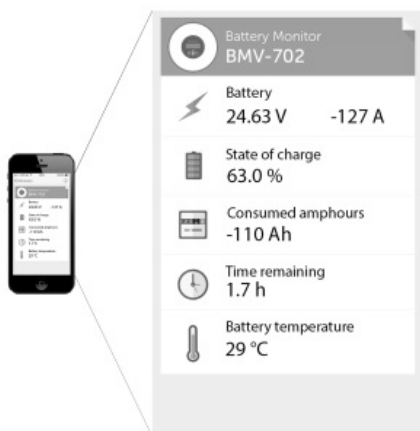 Battery Monitor
BMV-702
Battery
24.63 V -127 A
State of charge
63.0 %
Consumed amphours
-110 Ah
Time remaining
1.7 h
Battery temperature
29 °C